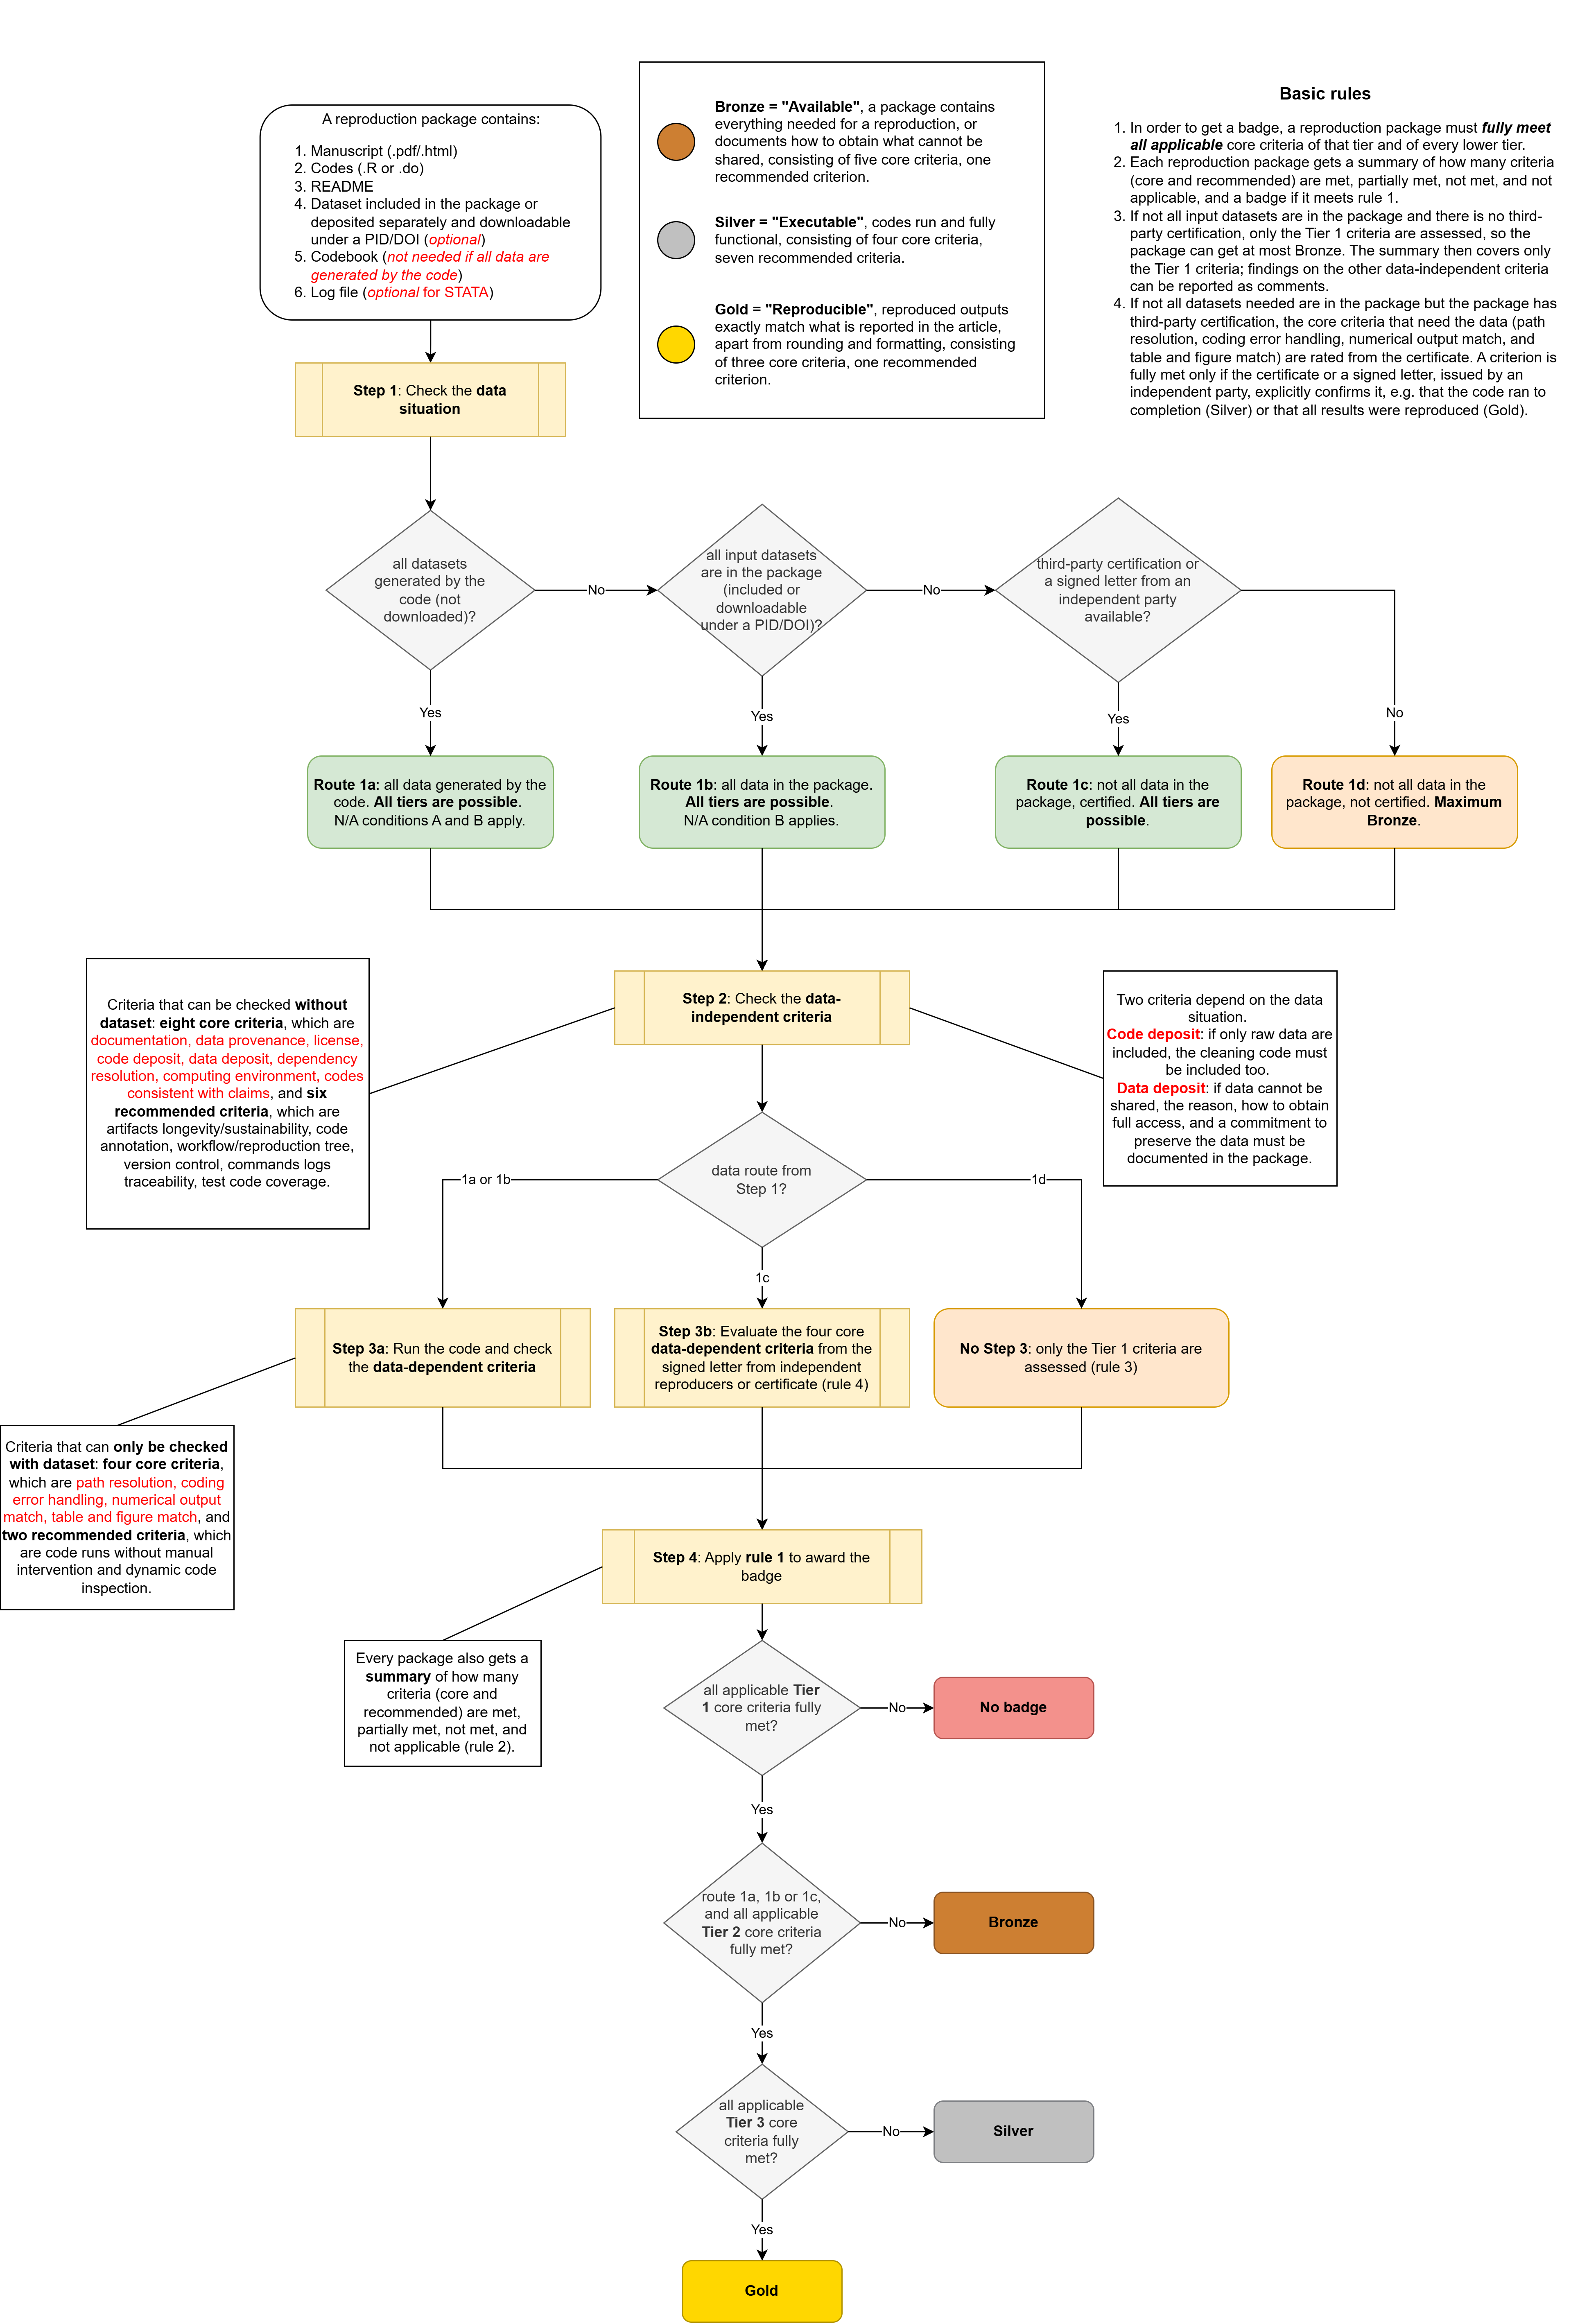 A reproduction package contains:
1. Manuscript (.pdf/.html)
2. Codes (.R or .do)
3. README
4. Dataset included in the package or
deposited separately and downloadable
under a PID/DOI (optional)
5. Codebook (not needed if all data are
generated by the code)
6. Log file (optional for STATA)
Bronze = "Available", a package contains
everything needed for a reproduction, or
documents how to obtain what cannot be
shared, consisting of five core criteria, one
recommended criterion.
Silver = "Executable", codes run and fully
functional, consisting of four core criteria,
seven recommended criteria.
Gold = "Reproducible", reproduced outputs
exactly match what is reported in the article,
apart from rounding and formatting, consisting
of three core criteria, one recommended
criterion.
Basic rules
1. In order to get a badge, a reproduction package must fully meet
all applicable core criteria of that tier and of every lower tier.
2. Each reproduction package gets a summary of how many criteria
(core and recommended) are met, partially met, not met, and not
applicable, and a badge if it meets rule 1.
3. If not all input datasets are in the package and there is no third-
party certification, only the Tier 1 criteria are assessed, so the
package can get at most Bronze. The summary then covers only
the Tier 1 criteria; findings on the other data-independent criteria
can be reported as comments.
4. If not all datasets needed are in the package but the package has
third-party certification, the core criteria that need the data (path
resolution, coding error handling, numerical output match, and
table and figure match) are rated from the certificate. A criterion is
fully met only if the certificate or a signed letter, issued by an
independent party, explicitly confirms it, e.g. that the code ran to
completion (Silver) or that all results were reproduced (Gold).
Step 1: Check the data
situation
all datasets
generated by the
code (not
downloaded)?
No
all input datasets
are in the package
(included or
downloadable
under a PID/DOI)?
No
third-party certification or
a signed letter from an
independent party
available?
Yes
Yes
Yes
No
Route 1a: all data generated by the
code. All tiers are possible.
N/A conditions A and B apply.
Route 1b: all data in the package.
All tiers are possible.
N/A condition B applies.
Route 1c: not all data in the
package, certified. All tiers are
possible.
Route 1d: not all data in the
package, not certified. Maximum
Bronze.
Criteria that can be checked without
dataset: eight core criteria, which are
documentation, data provenance, license,
code deposit, data deposit, dependency
resolution, computing environment, codes
consistent with claims, and six
recommended criteria, which are
artifacts longevity/sustainability, code
annotation, workflow/reproduction tree,
version control, commands logs
traceability, test code coverage.
Step 2: Check the data-
independent criteria
Two criteria depend on the data
situation.
Code deposit: if only raw data are
included, the cleaning code must
be included too.
Data deposit: if data cannot be
shared, the reason, how to obtain
full access, and a commitment to
preserve the data must be
documented in the package.
data route from
Step 1?
1a or 1b
1c
1d
Step 3a: Run the code and check
the data-dependent criteria
Step 3b: Evaluate the four core
data-dependent criteria from the
signed letter from independent
reproducers or certificate (rule 4)
No Step 3: only the Tier 1 criteria are
assessed (rule 3)
Criteria that can only be checked
with dataset: four core criteria,
which are path resolution, coding
error handling, numerical output
match, table and figure match, and
two recommended criteria, which
are code runs without manual
intervention and dynamic code
inspection.
Step 4: Apply rule 1 to award the
badge
Every package also gets a
summary of how many
criteria (core and
recommended) are met,
partially met, not met, and
not applicable (rule 2).
all applicable Tier
1 core criteria fully
met?
No
No badge
Yes
route 1a, 1b or 1c,
and all applicable
Tier 2 core criteria
fully met?
No
Bronze
Yes
all applicable
Tier 3 core
criteria fully
met?
No
Silver
Yes
Gold